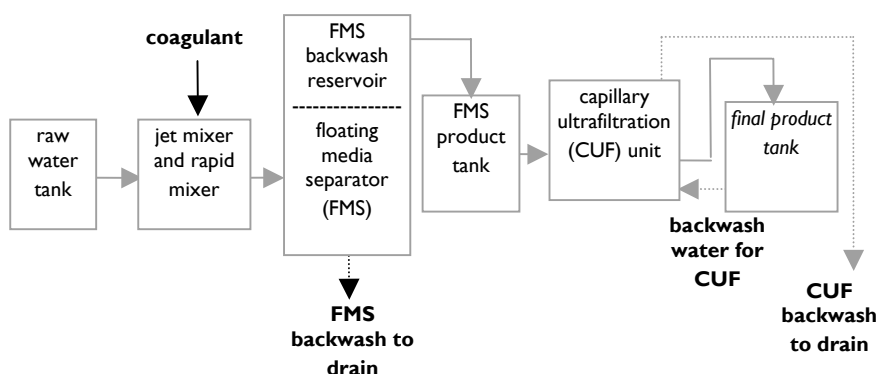 coagulant
raw
water
tank
jet mixer
and rapid
mixer
FMS
backwash
reservoir
floating
media
separator
(FMS)
FMS
backwash to
drain
FMS
product
tank
capillary
ultrafiltration
(CUF) unit
final product
tank
backwash
water for
CUF
CUF
backwash
to drain